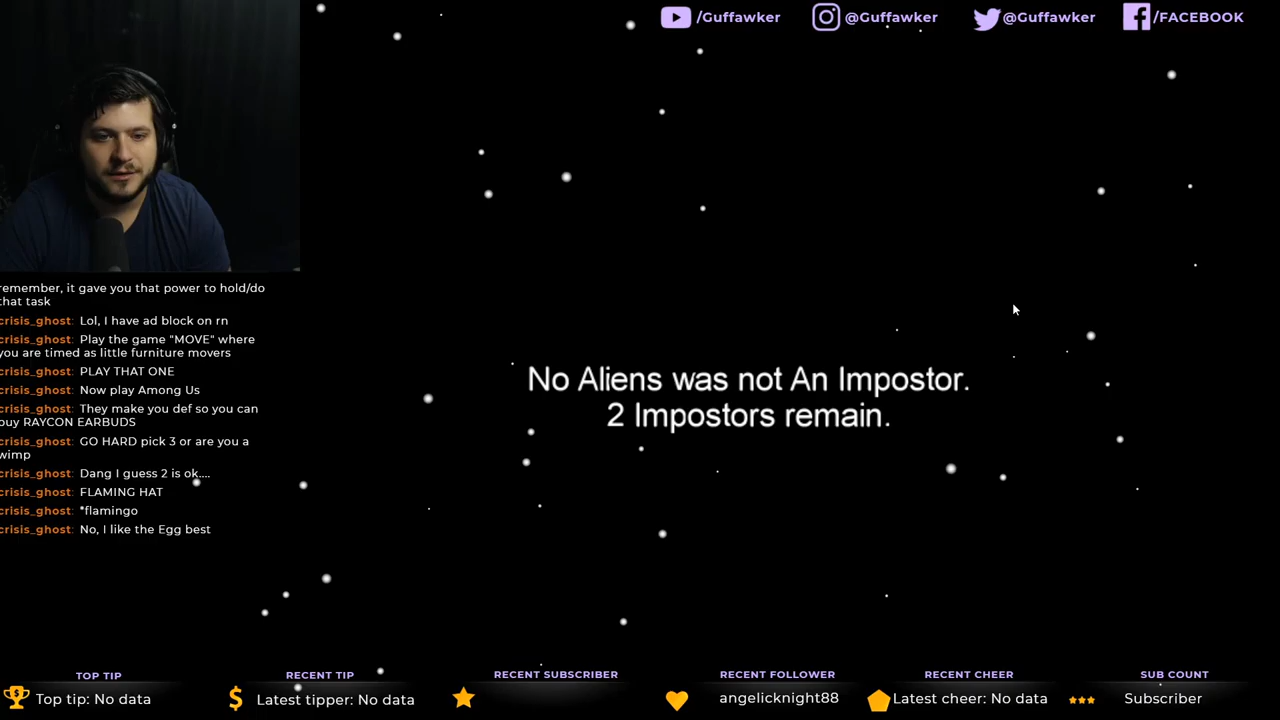 /Guffawker @Guffawker @Guffawker /FACEBOOK
remember, it gave you that power to hold/do
that task
crisis_ghost: Lol, I have ad block on rn
crisis_ghost: Play the game "MOVE" where
you are timed as little furniture movers
crisis_ghost: PLAY THAT ONE
crisis_ghost: Now play Among Us
crisis_ghost: They make you def so you can
buy RAYCON EARBUDS
crisis_ghost: GO HARD pick 3 or are you a
wimp
crisis_ghost: Dang I guess 2 is ok....
crisis_ghost: FLAMING HAT
crisis_ghost: *flamingo
crisis_ghost: No, I like the Egg best
No Aliens was not An Impostor.
2 Impostors remain.
TOP TIP RECENT TIP RECENT SUBSCRIBER RECENT FOLLOWER RECENT CHEER SUB COUNT
Top tip: No data Latest tipper: No data angelicknight88 Latest cheer: No data Subscriber